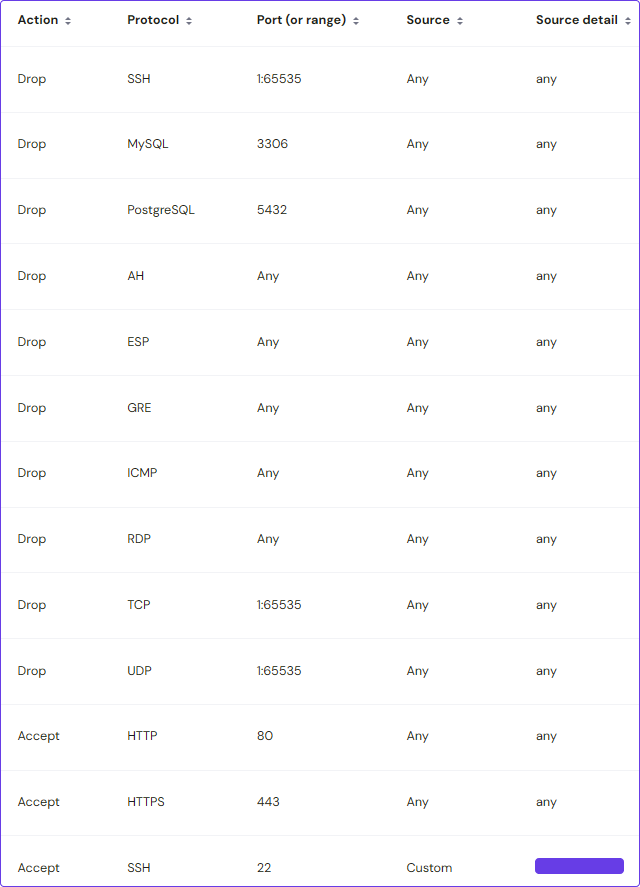 Action Protocol Port (or range) Source Source detail
Drop SSH 1:65535 Any any
Drop MySQL 3306 Any any
Drop PostgreSQL 5432 Any any
Drop AH Any Any any
Drop ESP Any Any any
Drop GRE Any Any any
Drop ICMP Any Any any
Drop RDP Any Any any
Drop TCP 1:65535 Any any
Drop UDP 1:65535 Any any
Accept HTTP 80 Any any
Accept HTTPS 443 Any any
Accept SSH 22 Custom